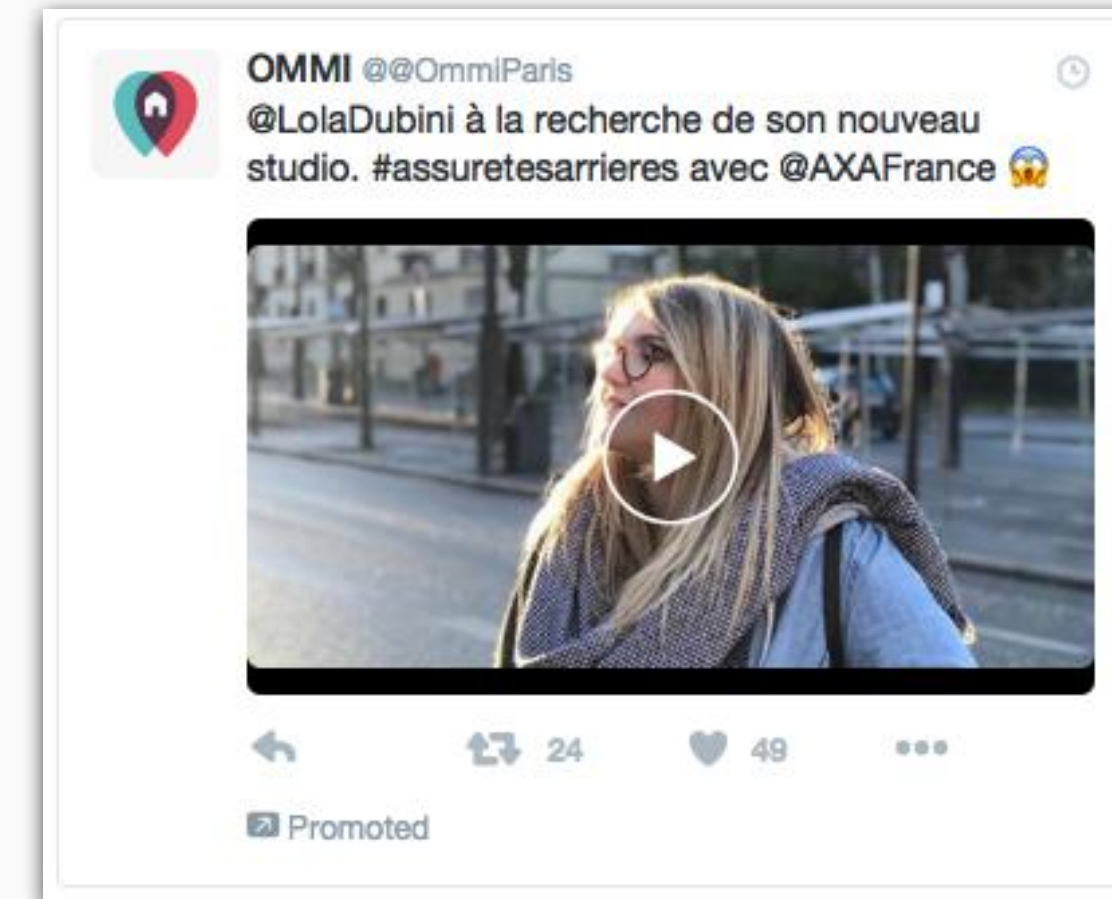 OMMI @@OmmiParis
@LolaDubini à la recherche de son nouveau
studio. #assuretesarrieres avec @AXAFrance 😱
24 49
Promoted